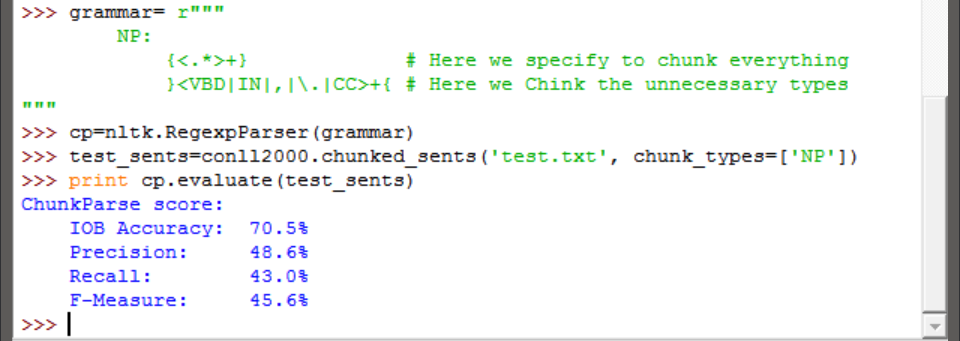 >>> grammar= r"""
        NP:
            {<.*>+}             # Here we specify to chunk everything
            }<VBD|IN|,|\.|CC>+{ # Here we Chink the unnecessary types
"""
>>> cp=nltk.RegexpParser(grammar)
>>> test_sents=conll2000.chunked_sents('test.txt', chunk_types=['NP'])
>>> print cp.evaluate(test_sents)
ChunkParse score:
    IOB Accuracy:  70.5%
    Precision:     48.6%
    Recall:        43.0%
    F-Measure:     45.6%
>>>